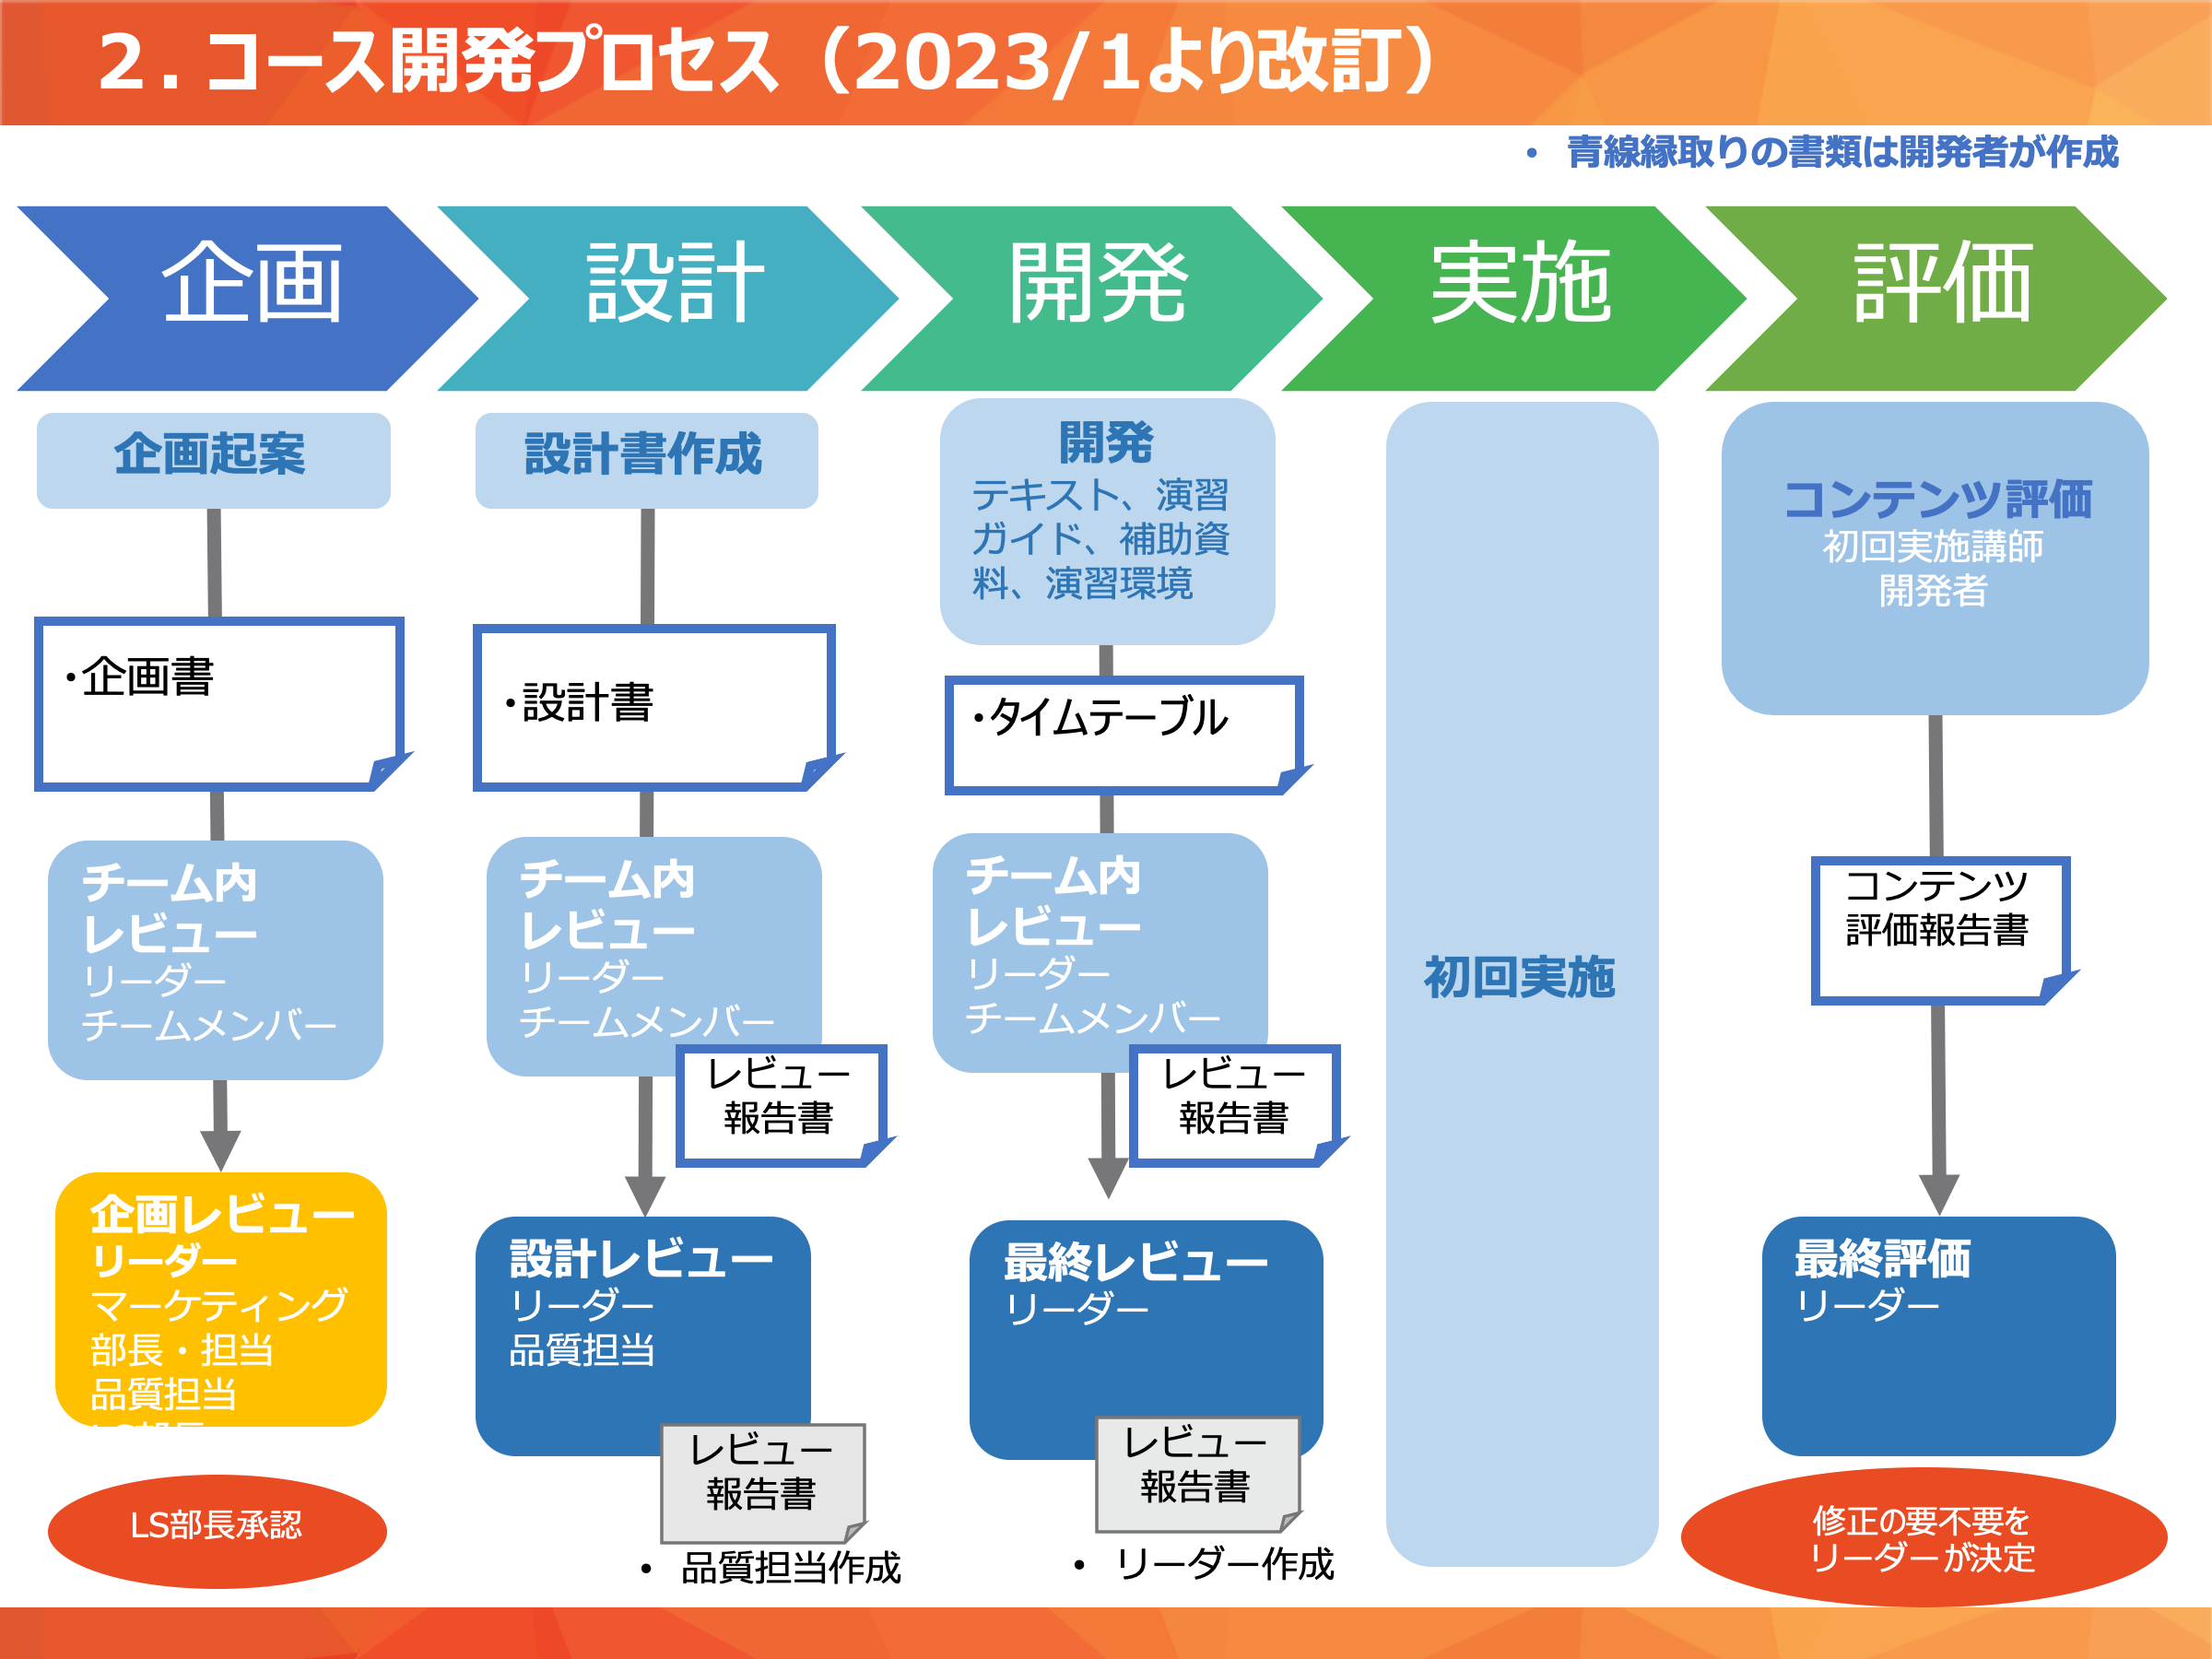 2．コース開発プロセス（2023/1より改訂）
• 青線縁取りの書類は開発者が作成
企画
設計
開発
実施
評価
企画起案
・企画書
チーム内
レビュー
リーダー
チームメンバー
企画レビュー
リーダー
マーケティング
部長・担当
品質担当
LS部長承認
設計書作成
・設計書
チーム内
レビュー
リーダー
チームメンバー
レビュー
報告書
設計レビュー
リーダー
品質担当
レビュー
報告書
• 品質担当作成
開発
テキスト、演習
ガイド、補助資
料、演習環境
・タイムテーブル
チーム内
レビュー
リーダー
チームメンバー
レビュー
報告書
最終レビュー
リーダー
レビュー
報告書
• リーダー作成
初回実施
コンテンツ評価
初回実施講師
開発者
コンテンツ
評価報告書
最終評価
リーダー
修正の要不要を
リーダーが決定